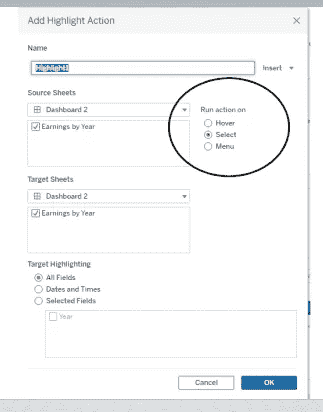 Add Highlight Action
Name
Highlight1
Insert
Source Sheets
Dashboard 2
Run action on
Earnings by Year
Hover
Select
Menu
Target Sheets
Dashboard 2
Earnings by Year
Target Highlighting
All Fields
Dates and Times
Selected Fields
Year
Cancel
OK